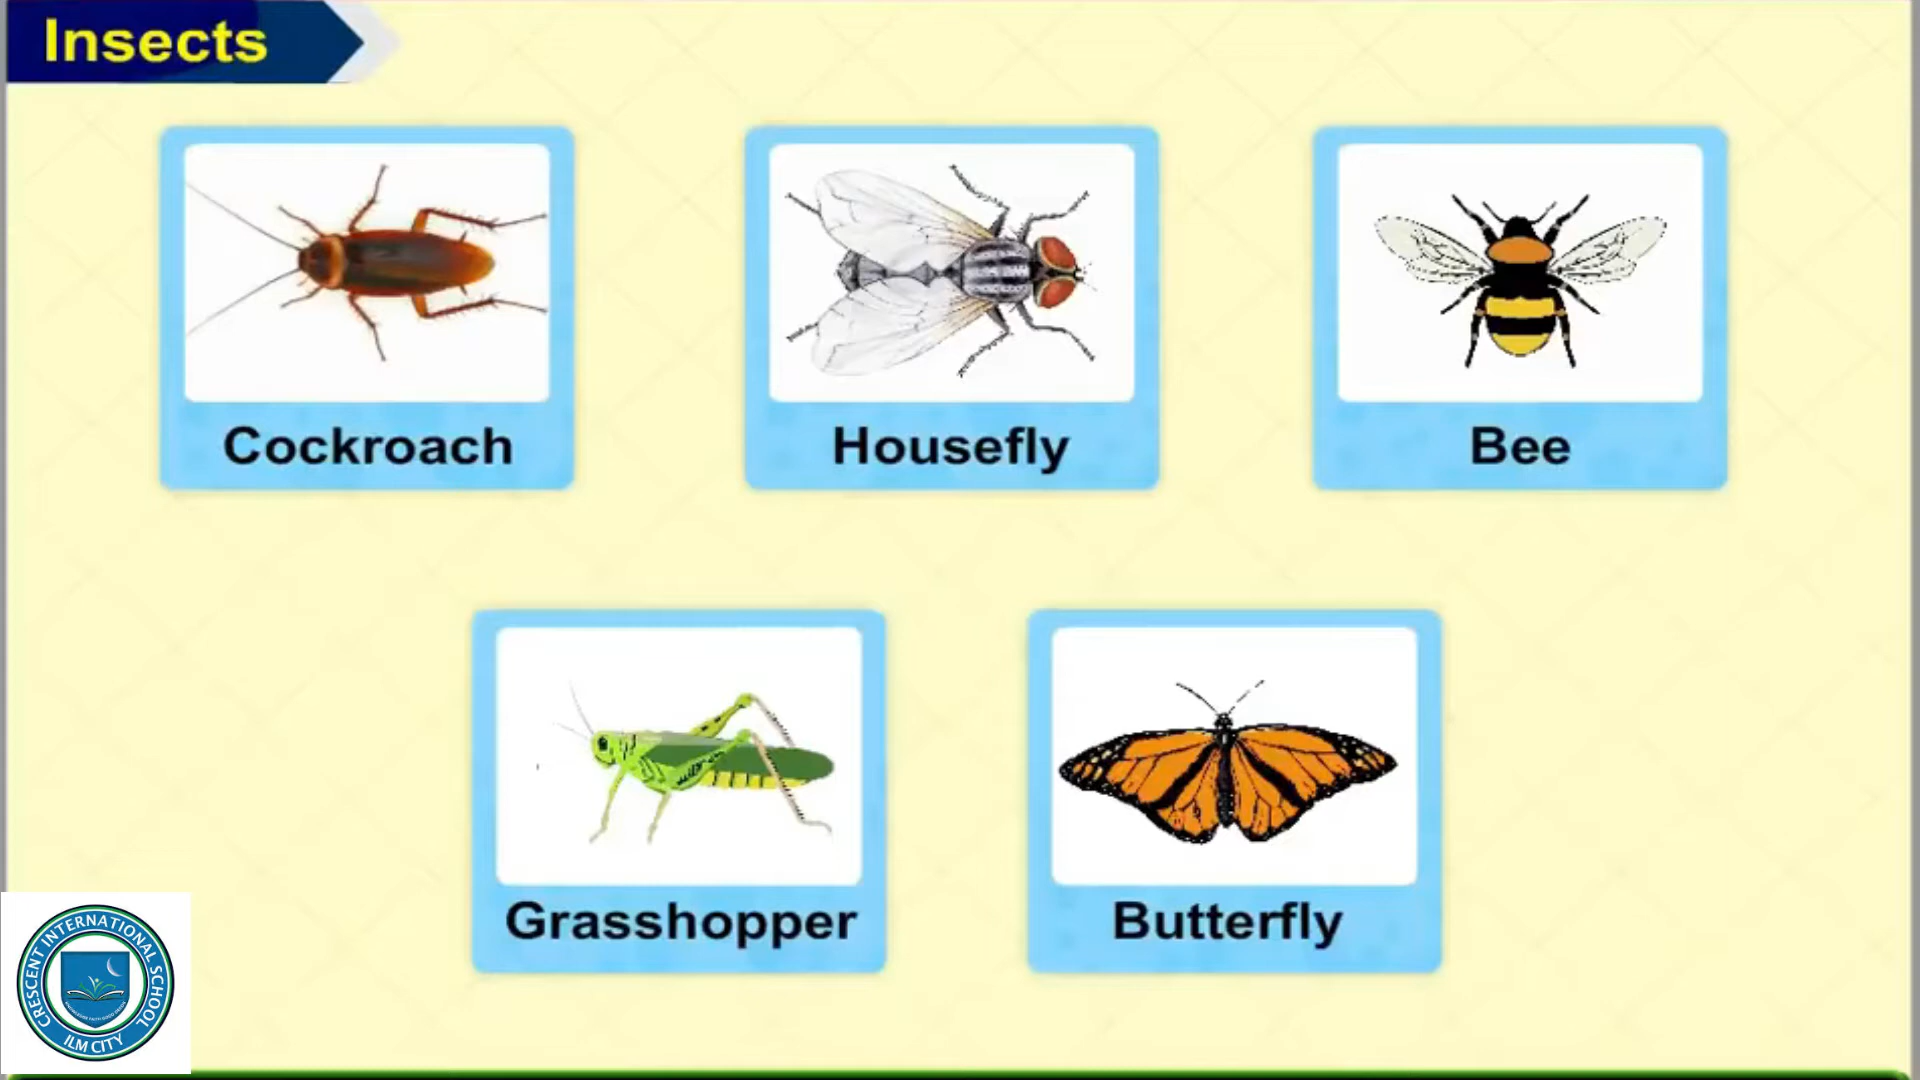 Insects
Cockroach
Housefly
Bee
Grasshopper
Butterfly
CRESCENT INTERNATIONAL SCHOOL
ILM CITY